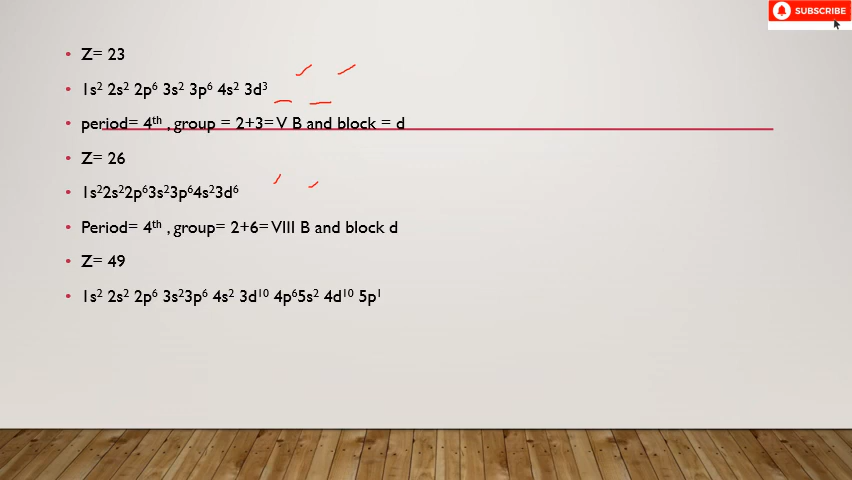 SUBSCRIBE
Z= 23
1s² 2s² 2p⁶ 3s² 3p⁶ 4s² 3d³
period= 4ᵗʰ , group = 2+3= V B and block = d
Z= 26
1s²2s²2p⁶3s²3p⁶4s²3d⁶
Period= 4ᵗʰ , group= 2+6= VIII B and block d
Z= 49
1s² 2s² 2p⁶ 3s²3p⁶ 4s² 3d¹⁰ 4p⁶5s² 4d¹⁰ 5p¹